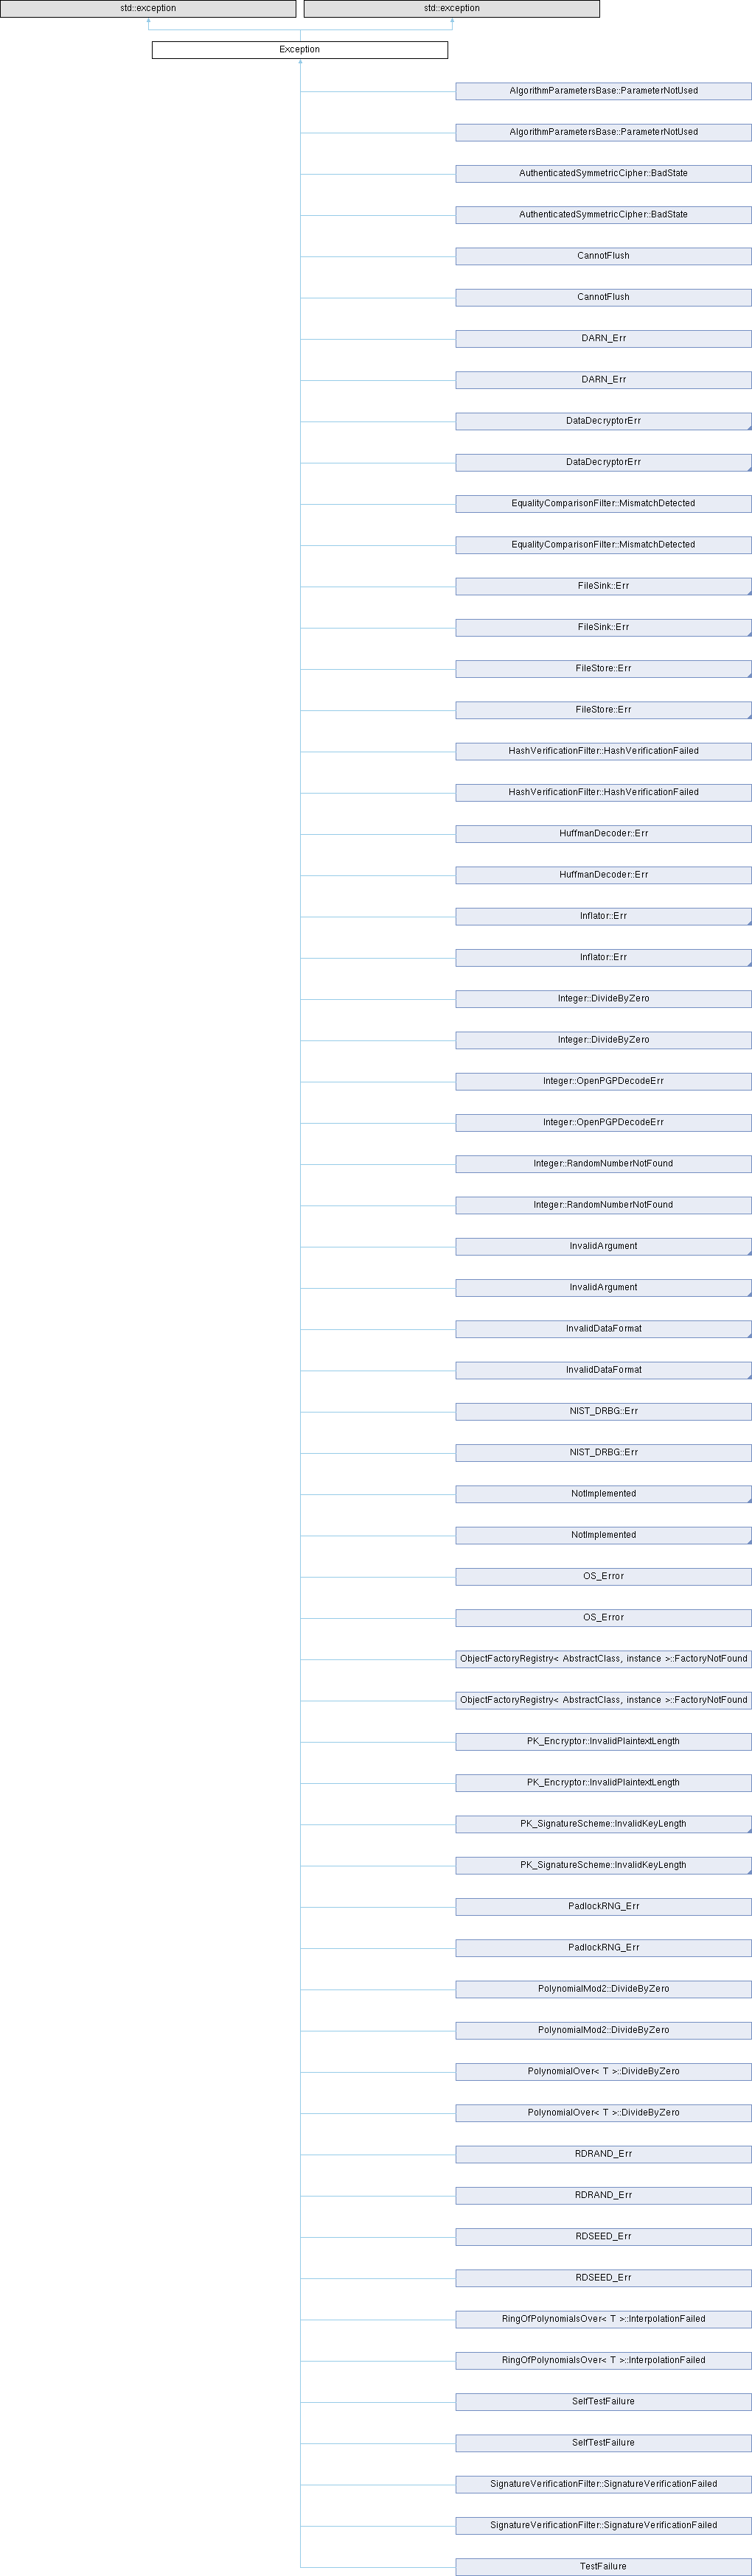 std::exception
std::exception
Exception
AlgorithmParametersBase::ParameterNotUsed
AlgorithmParametersBase::ParameterNotUsed
AuthenticatedSymmetricCipher::BadState
AuthenticatedSymmetricCipher::BadState
CannotFlush
CannotFlush
DARN_Err
DARN_Err
DataDecryptorErr
DataDecryptorErr
EqualityComparisonFilter::MismatchDetected
EqualityComparisonFilter::MismatchDetected
FileSink::Err
FileSink::Err
FileStore::Err
FileStore::Err
HashVerificationFilter::HashVerificationFailed
HashVerificationFilter::HashVerificationFailed
HuffmanDecoder::Err
HuffmanDecoder::Err
Inflator::Err
Inflator::Err
Integer::DivideByZero
Integer::DivideByZero
Integer::OpenPGPDecodeErr
Integer::OpenPGPDecodeErr
Integer::RandomNumberNotFound
Integer::RandomNumberNotFound
InvalidArgument
InvalidArgument
InvalidDataFormat
InvalidDataFormat
NIST_DRBG::Err
NIST_DRBG::Err
NotImplemented
NotImplemented
OS_Error
OS_Error
ObjectFactoryRegistry< AbstractClass, instance >::FactoryNotFound
ObjectFactoryRegistry< AbstractClass, instance >::FactoryNotFound
PK_Encryptor::InvalidPlaintextLength
PK_Encryptor::InvalidPlaintextLength
PK_SignatureScheme::InvalidKeyLength
PK_SignatureScheme::InvalidKeyLength
PadlockRNG_Err
PadlockRNG_Err
PolynomialMod2::DivideByZero
PolynomialMod2::DivideByZero
PolynomialOver< T >::DivideByZero
PolynomialOver< T >::DivideByZero
RDRAND_Err
RDRAND_Err
RDSEED_Err
RDSEED_Err
RingOfPolynomialsOver< T >::InterpolationFailed
RingOfPolynomialsOver< T >::InterpolationFailed
SelfTestFailure
SelfTestFailure
SignatureVerificationFilter::SignatureVerificationFailed
SignatureVerificationFilter::SignatureVerificationFailed
TestFailure